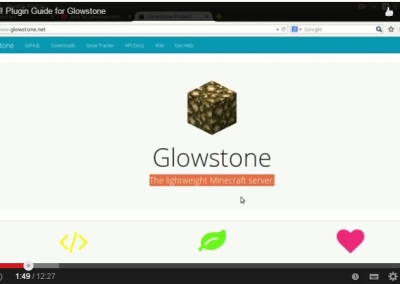 ! Plugin Guide for Glowstone
www.glowstone.net
Google
stone GitHub Downloads Issue Tracker API Docs Wiki Get Help
Glowstone
The lightweight Minecraft server.
</>
1:49 / 12:27